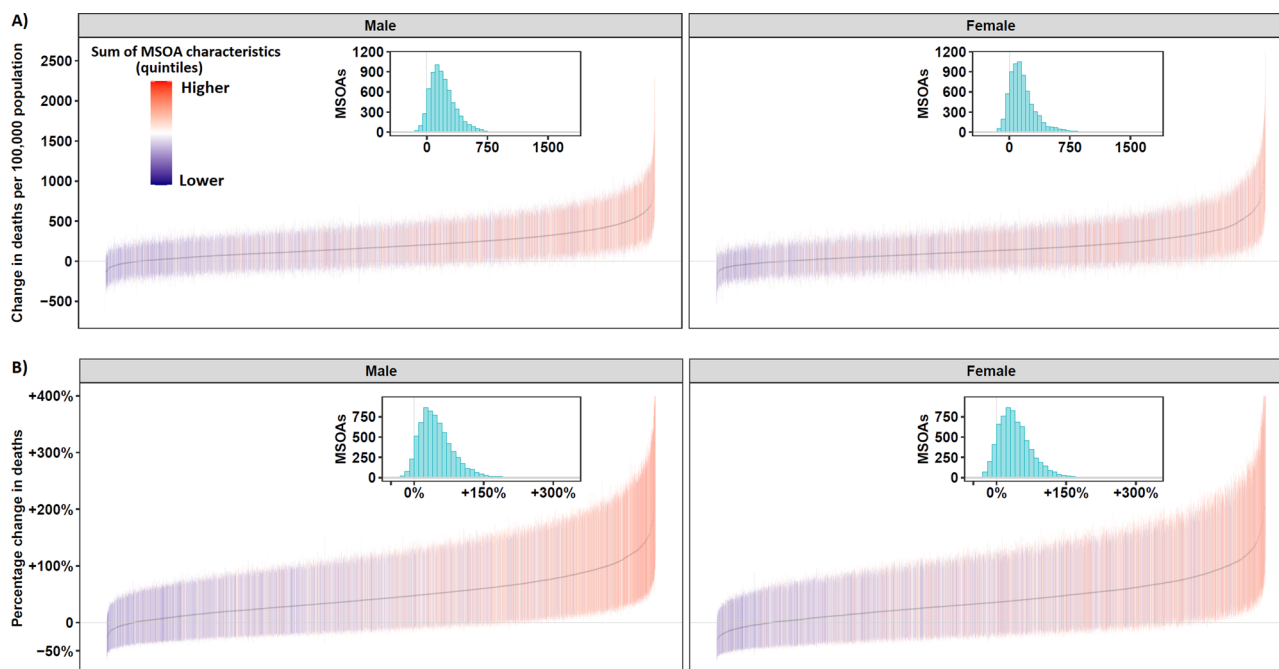 A)
Male
Female
Sum of MSOA characteristics
(quintiles)
Higher
Lower
Change in deaths per 100,000 population
2500
2000
1500
1000
500
0
−500
MSOAs
1200
900
600
300
0
0 750 1500
MSOAs
1200
900
600
300
0
0 750 1500
B)
Male
Female
Percentage change in deaths
+400%
+300%
+200%
+100%
0
−50%
MSOAs
750
500
250
0
0% +150% +300%
MSOAs
750
500
250
0
0% +150% +300%